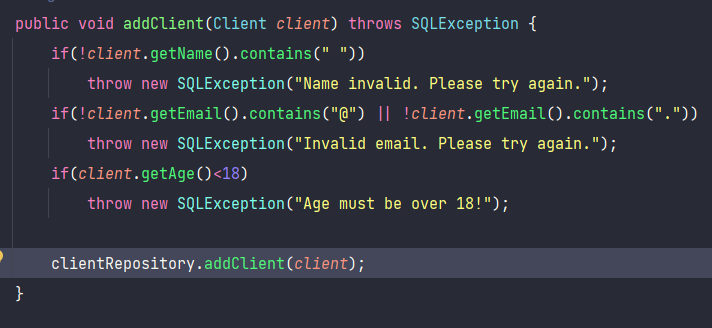 public void addClient(Client client) throws SQLException {
if(!client.getName().contains(" "))
throw new SQLException("Name invalid. Please try again.");
if(!client.getEmail().contains("@") || !client.getEmail().contains("."))
throw new SQLException("Invalid email. Please try again.");
if(client.getAge()<18)
throw new SQLException("Age must be over 18!");
clientRepository.addClient(client);
}